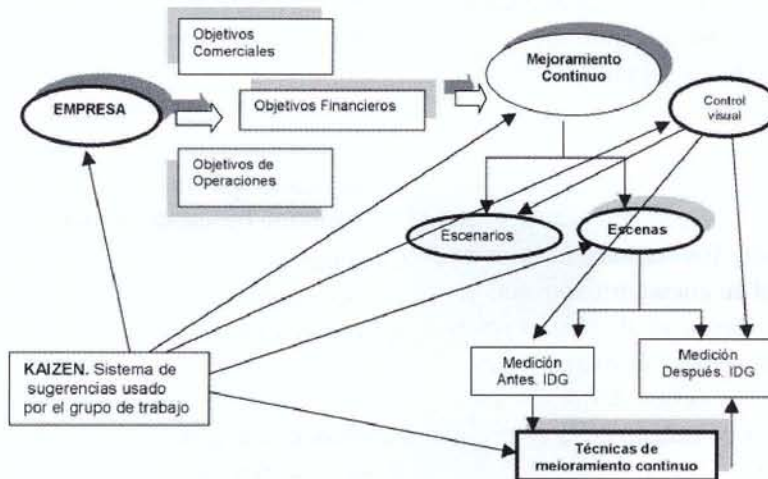 Objetivos
Comerciales
EMPRESA
Objetivos Financieros
Objetivos de
Operaciones
Mejoramiento
Continuo
Control
visual
Escenarios
Escenas
KAIZEN. Sistema de
sugerencias usado
por el grupo de trabajo
Medición
Antes. IDG
Medición
Después. IDG
Técnicas de
mejoramiento continuo